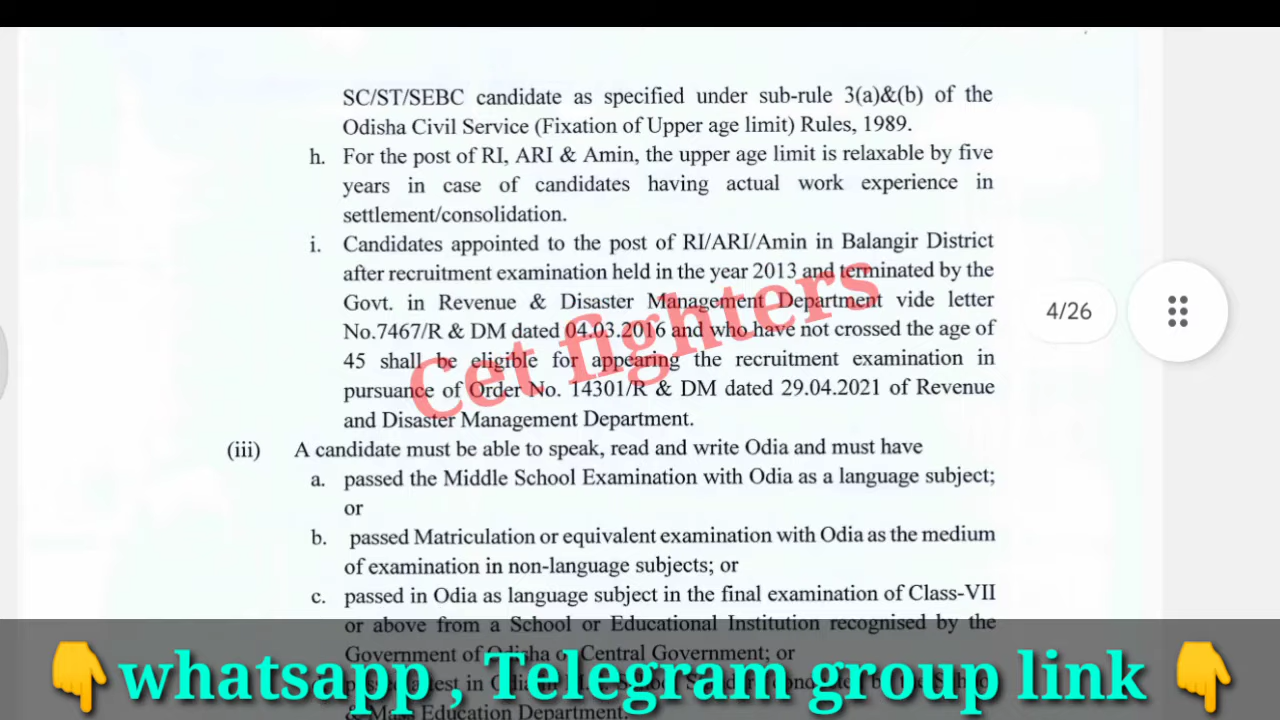 SC/ST/SEBC candidate as specified under sub-rule 3(a)&(b) of the
Odisha Civil Service (Fixation of Upper age limit) Rules, 1989.
h. For the post of RI, ARI & Amin, the upper age limit is relaxable by five
years in case of candidates having actual work experience in
settlement/consolidation.
i. Candidates appointed to the post of RI/ARI/Amin in Balangir District
after recruitment examination held in the year 2013 and terminated by the
Govt. in Revenue & Disaster Management Department vide letter
No.7467/R & DM dated 04.03.2016 and who have not crossed the age of
45 shall be eligible for appearing the recruitment examination in
pursuance of Order No. 14301/R & DM dated 29.04.2021 of Revenue
and Disaster Management Department.
Cet fighters
4/26
(iii) A candidate must be able to speak, read and write Odia and must have
a. passed the Middle School Examination with Odia as a language subject;
or
b. passed Matriculation or equivalent examination with Odia as the medium
of examination in non-language subjects; or
c. passed in Odia as language subject in the final examination of Class-VII
or above from a School or Educational Institution recognised by the
Government of Odisha or Central Government; or
& Mass Education Department.
whatsapp , Telegram group link